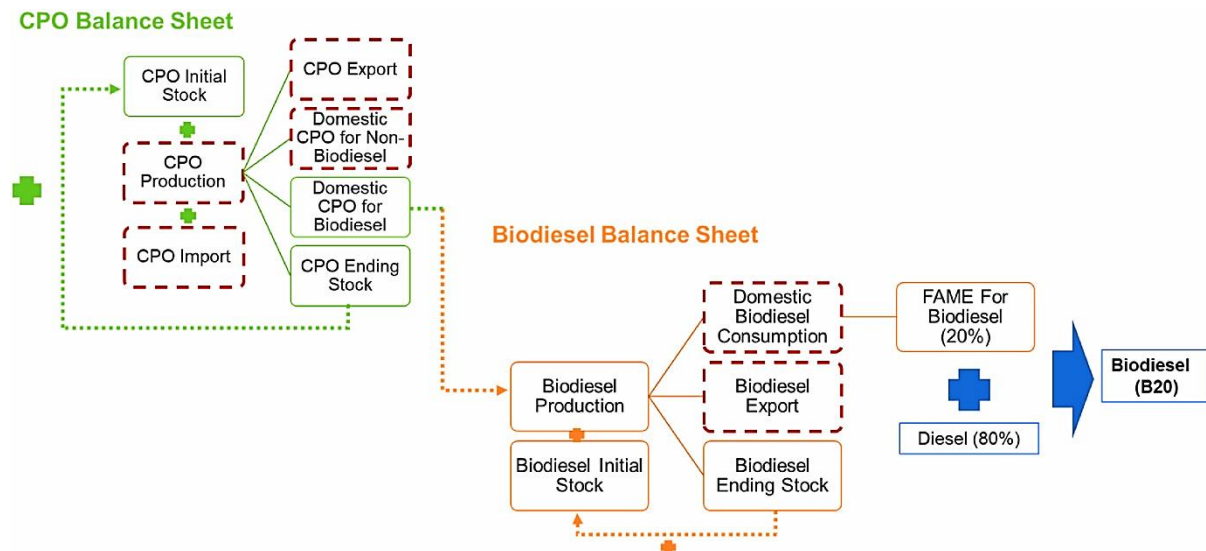 CPO Balance Sheet
CPO Initial
Stock
CPO
Production
CPO Import
CPO Export
Domestic
CPO for Non-
Biodiesel
Domestic
CPO for
Biodiesel
CPO Ending
Stock
Biodiesel Balance Sheet
Biodiesel
Production
Biodiesel Initial
Stock
Domestic
Biodiesel
Consumption
Biodiesel
Export
Biodiesel
Ending Stock
FAME For
Biodiesel
(20%)
Diesel (80%)
Biodiesel
(B20)